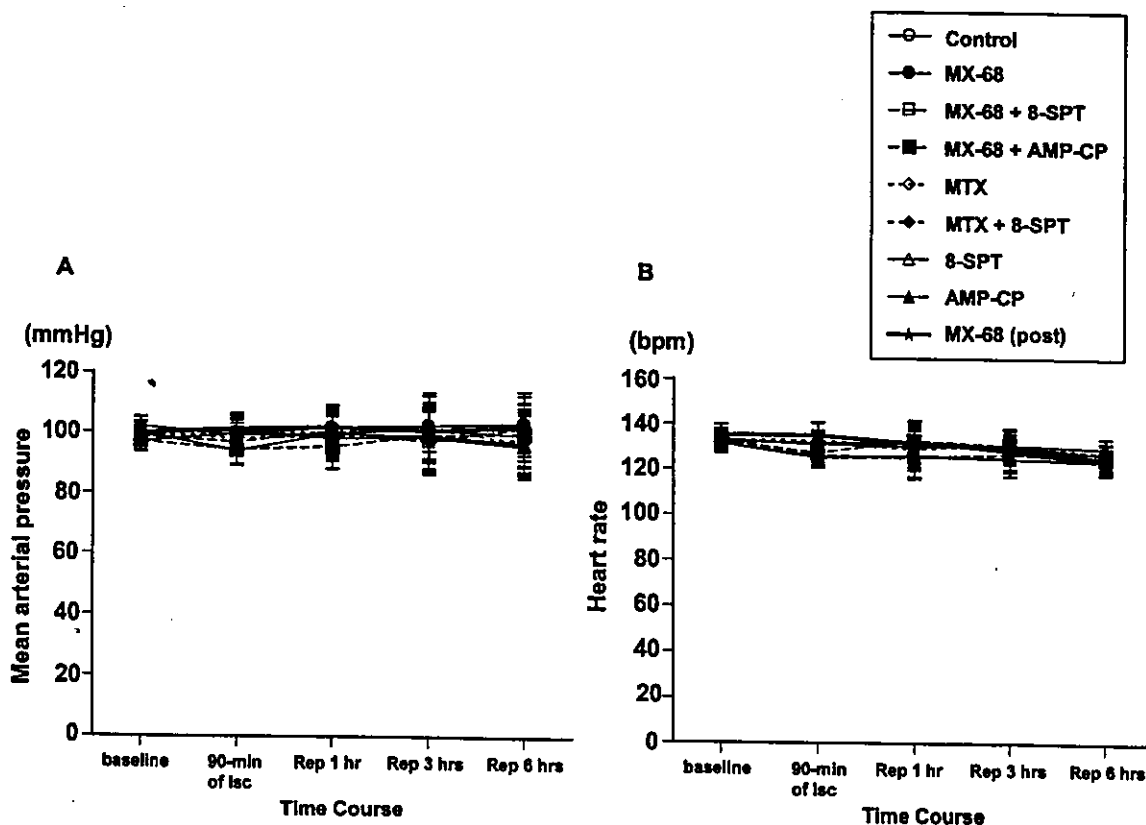 Control
MX-68
MX-68 + 8-SPT
MX-68 + AMP-CP
MTX
MTX + 8-SPT
8-SPT
AMP-CP
MX-68 (post)
A
(mmHg)
Mean arterial pressure
120
100
80
60
40
20
0
baseline
90-min of Isc
Rep 1 hr
Rep 3 hrs
Rep 6 hrs
Time Course
B
(bpm)
Heart rate
160
140
120
100
80
60
40
20
0
baseline
90-min of Isc
Rep 1 hr
Rep 3 hrs
Rep 6 hrs
Time Course